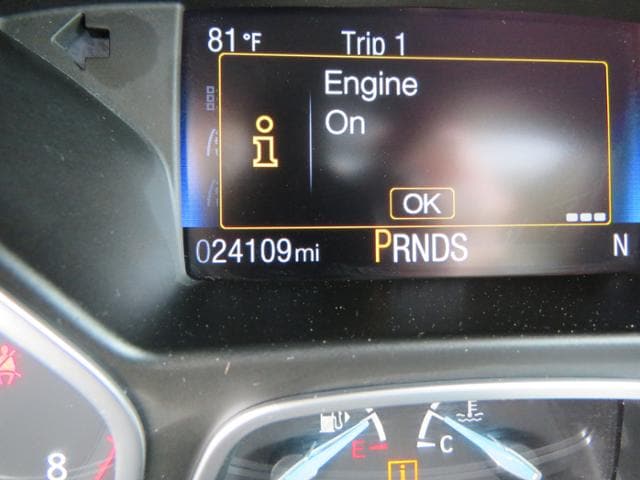 81°F Trip 1
Engine
On
OK
024109mi PRNDS N
8 E C